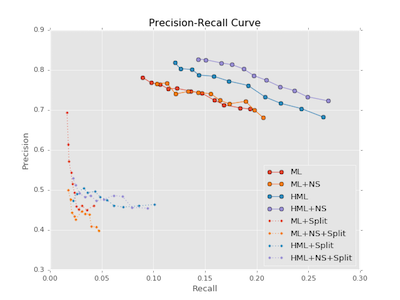 Precision-Recall Curve
0.9
0.8
0.7
0.6
0.5
0.4
0.3
Precision
ML
ML+NS
HML
HML+NS
ML+Split
ML+NS+Split
HML+Split
HML+NS+Split
0.00 0.05 0.10 0.15 0.20 0.25 0.30
Recall